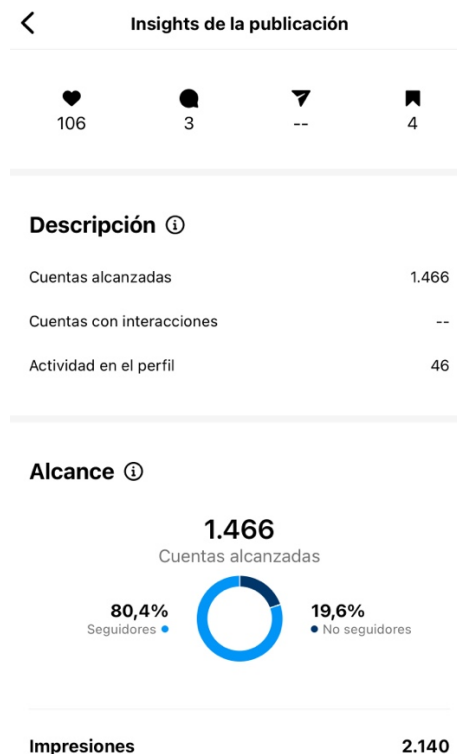 Insights de la publicación
106 3 -- 4
Descripción
Cuentas alcanzadas 1.466
Cuentas con interacciones --
Actividad en el perfil 46
Alcance
1.466
Cuentas alcanzadas
80,4% 19,6%
Seguidores No seguidores
Impresiones 2.140